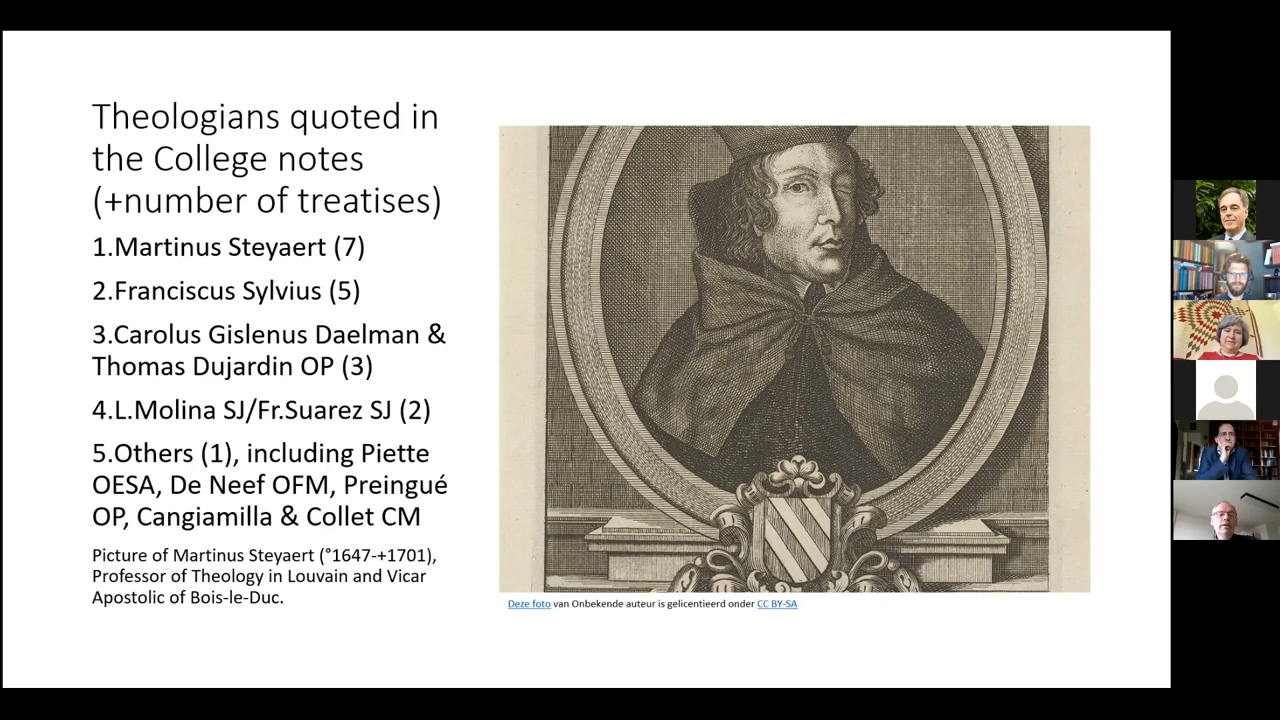 Theologians quoted in
the College notes
(+number of treatises)
1.Martinus Steyaert (7)
2.Franciscus Sylvius (5)
3.Carolus Gislenus Daelman &
Thomas Dujardin OP (3)
4.L.Molina SJ/Fr.Suarez SJ (2)
5.Others (1), including Piette
OESA, De Neef OFM, Preingué
OP, Cangiamilla & Collet CM
Picture of Martinus Steyaert (°1647-+1701),
Professor of Theology in Louvain and Vicar
Apostolic of Bois-le-Duc.
Deze foto van Onbekende auteur is gelicentieerd onder CC BY-SA